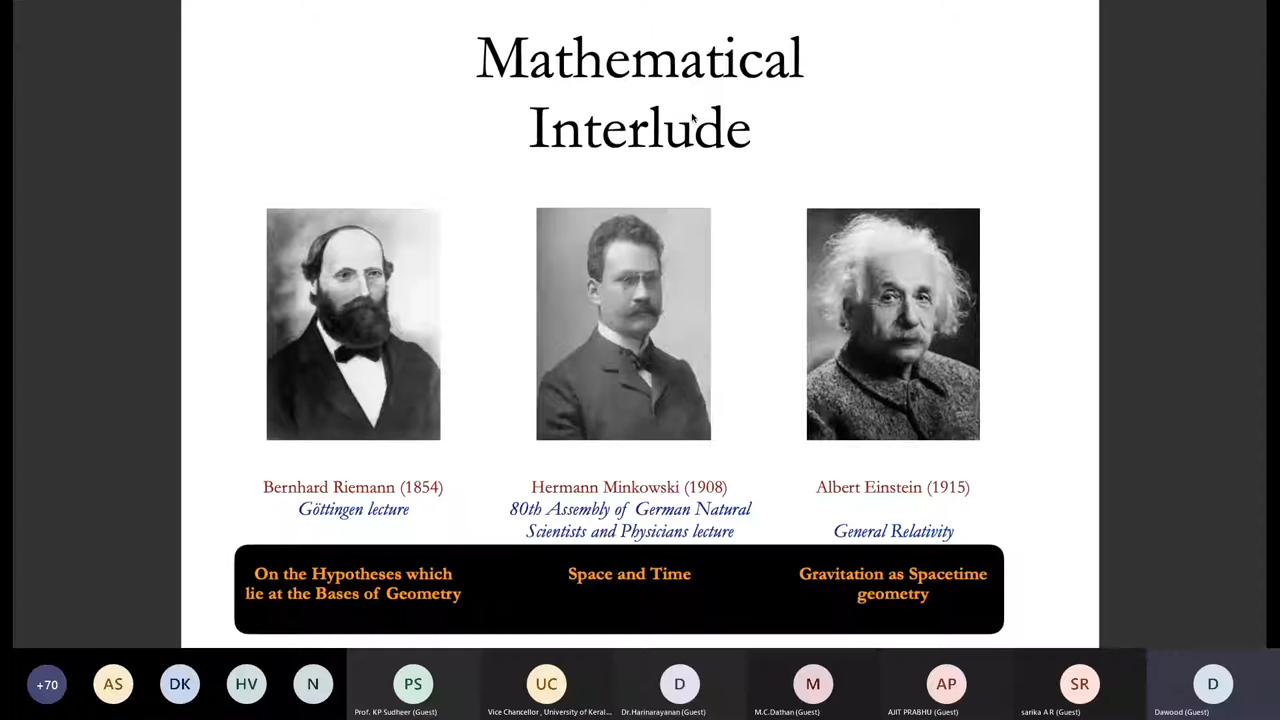 Mathematical
Interlude
Bernhard Riemann (1854)
Göttingen lecture
Hermann Minkowski (1908)
80th Assembly of German Natural
Scientists and Physicians lecture
Albert Einstein (1915)
General Relativity
On the Hypotheses which
lie at the Bases of Geometry
Space and Time
Gravitation as Spacetime
geometry
+70
AS
DK
HV
N
PS
UC
D
M
AP
SR
D
Prof. KP Sudheer (Guest)
Vice Chancellor , University of Keral...
Dr.Harinarayanan (Guest)
M.C.Dathan (Guest)
AJIT PRABHU (Guest)
sarika A R (Guest)
Dawood (Guest)